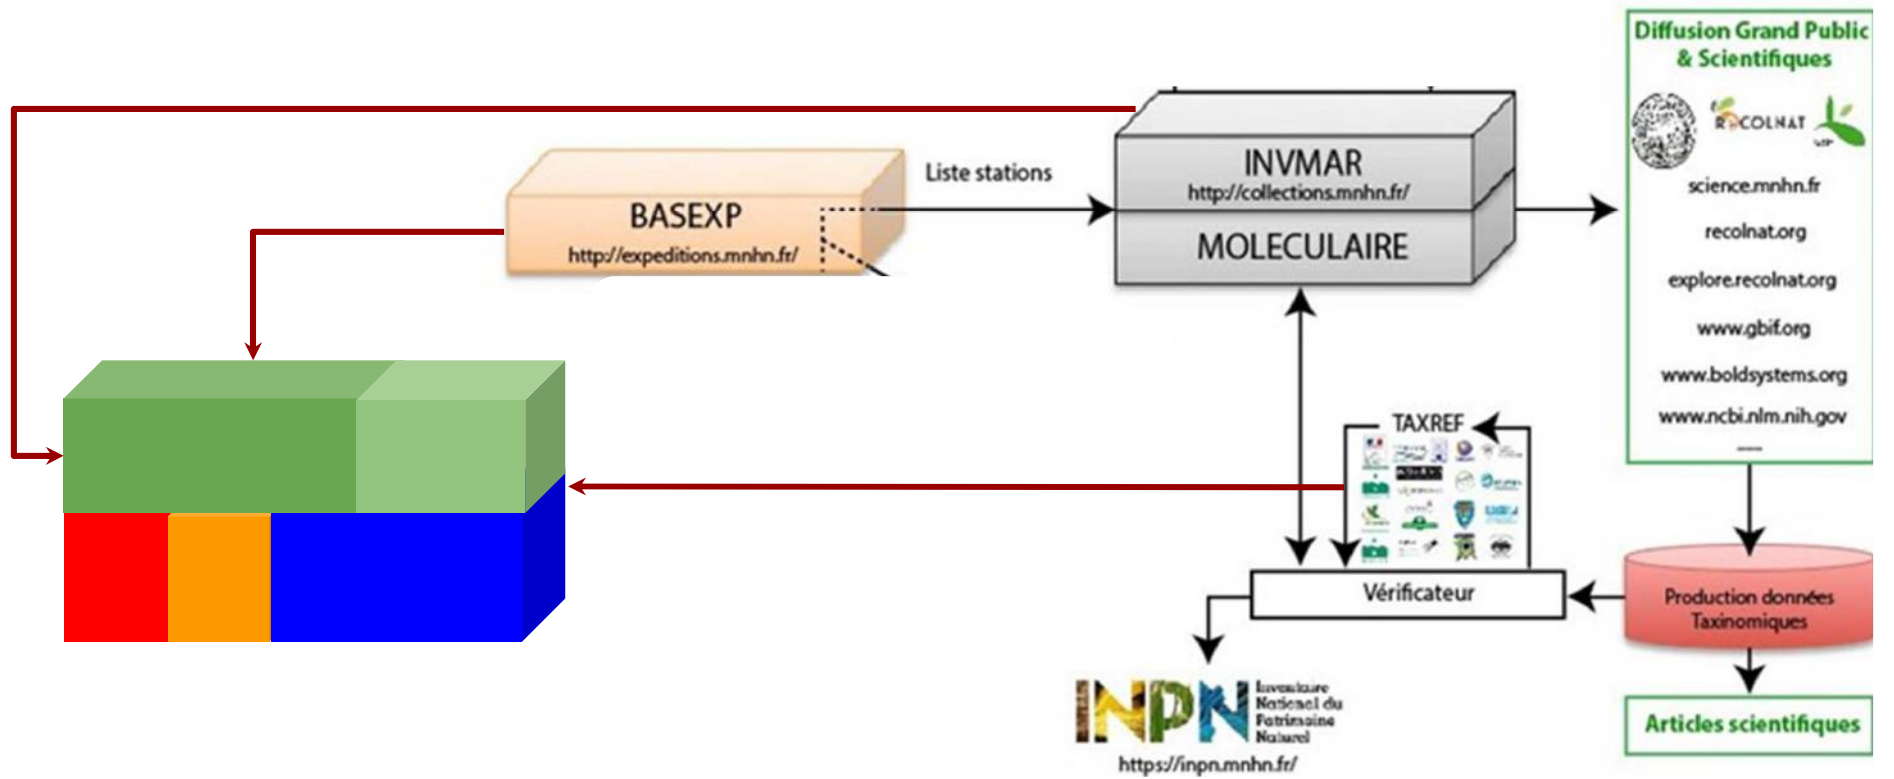 Diffusion Grand Public
& Scientifiques
RECOLNAT
science.mnhn.fr
recolnat.org
explore.recolnat.org
www.gbif.org
www.boldsystems.org
www.ncbi.nlm.nih.gov
INVMAR
http://collections.mnhn.fr/
MOLECULAIRE
Liste stations
BASEXP
http://expeditions.mnhn.fr/
TAXREF
Vérificateur
Production données
Taxinomiques
Articles scientifiques
INPN
Inventaire
National du
Patrimoine
Naturel
https://inpn.mnhn.fr/